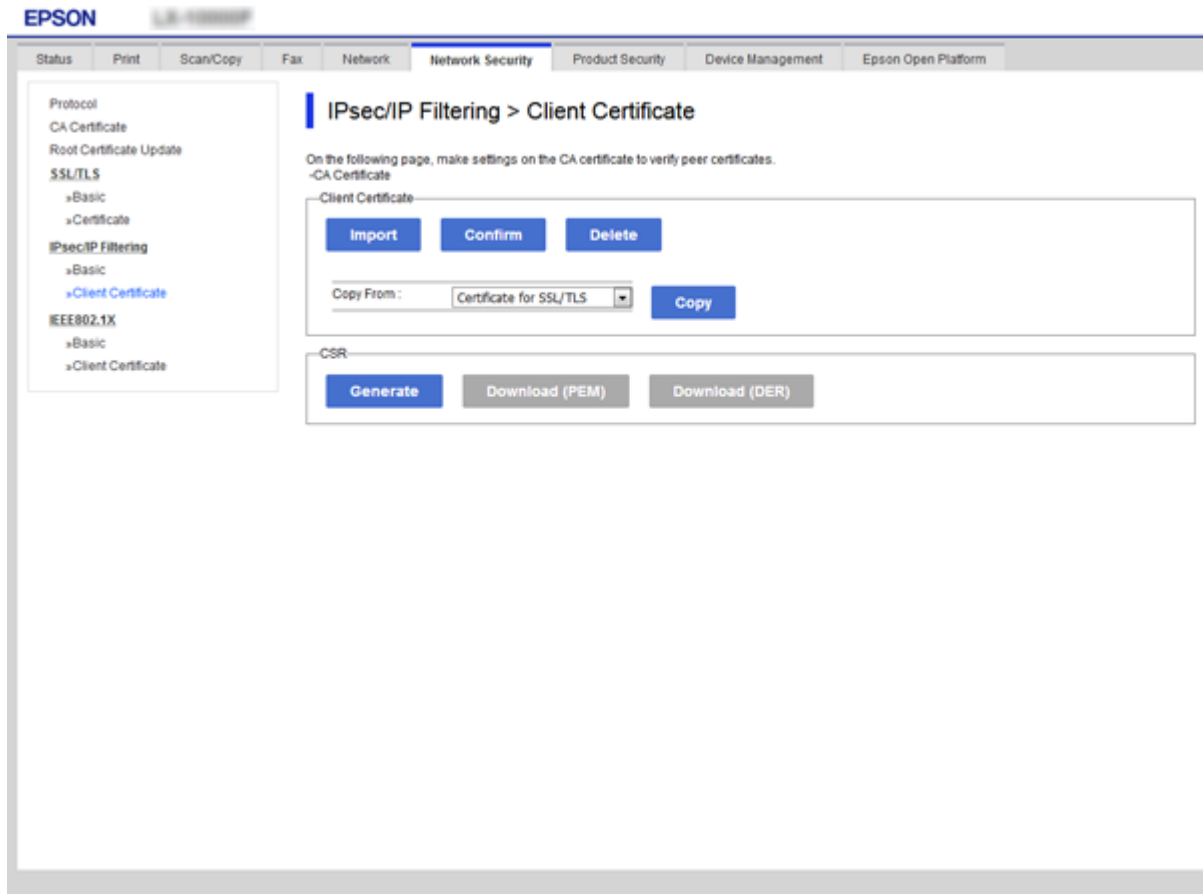 EPSON
Status Print Scan/Copy Fax Network Network Security Product Security Device Management Epson Open Platform
Protocol
CA Certificate
Root Certificate Update
SSL/TLS
»Basic
»Certificate
IPsec/IP Filtering
»Basic
»Client Certificate
IEEE802.1X
»Basic
»Client Certificate
IPsec/IP Filtering > Client Certificate
On the following page, make settings on the CA certificate to verify peer certificates.
-CA Certificate
Client Certificate
Import Confirm Delete
Copy From : Certificate for SSL/TLS Copy
CSR
Generate Download (PEM) Download (DER)